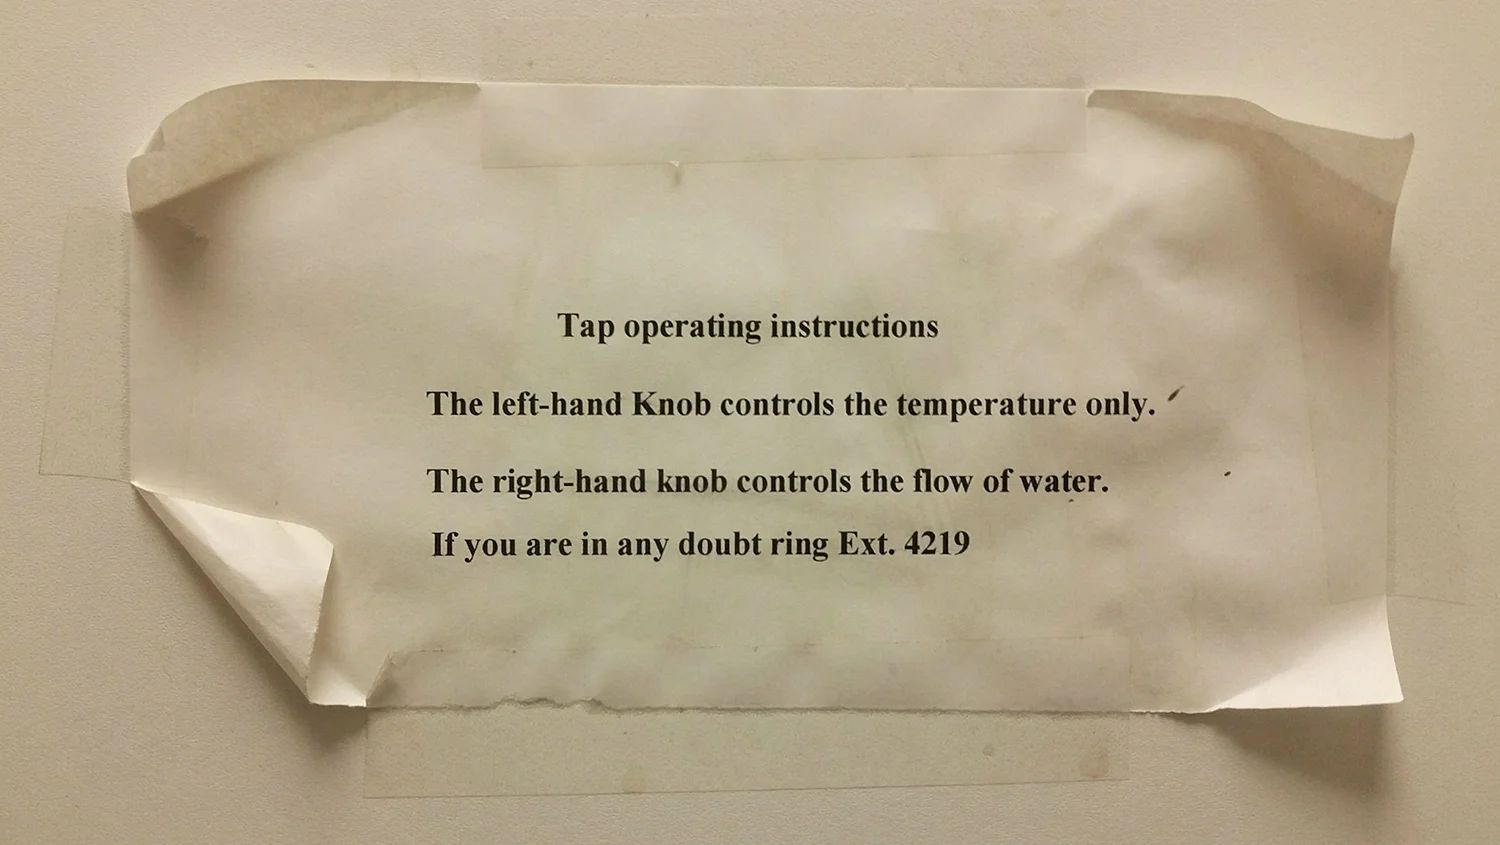 Tap operating instructions
The left-hand Knob controls the temperature only.
The right-hand knob controls the flow of water.
If you are in any doubt ring Ext. 4219